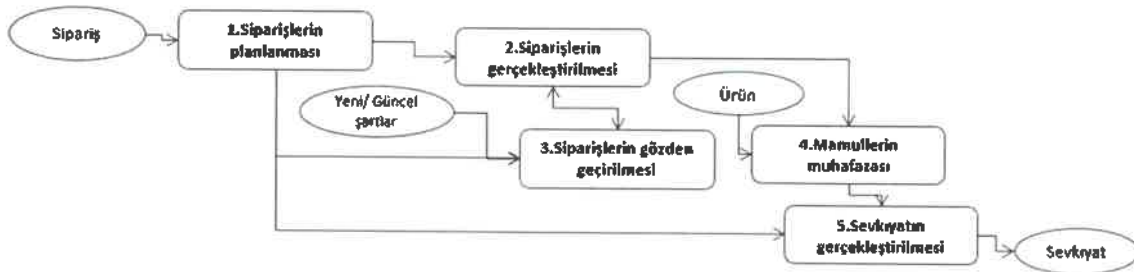 Sipariş
1.Siparişlerin
planlanması
2.Siparişlerin
gerçekleştirilmesi
Yeni/ Güncel
şartlar
Ürün
3.Siparişlerin gözden
geçirilmesi
4.Mamullerin
muhafazası
5.Sevkıyatın
gerçekleştirilmesi
Sevkıyat